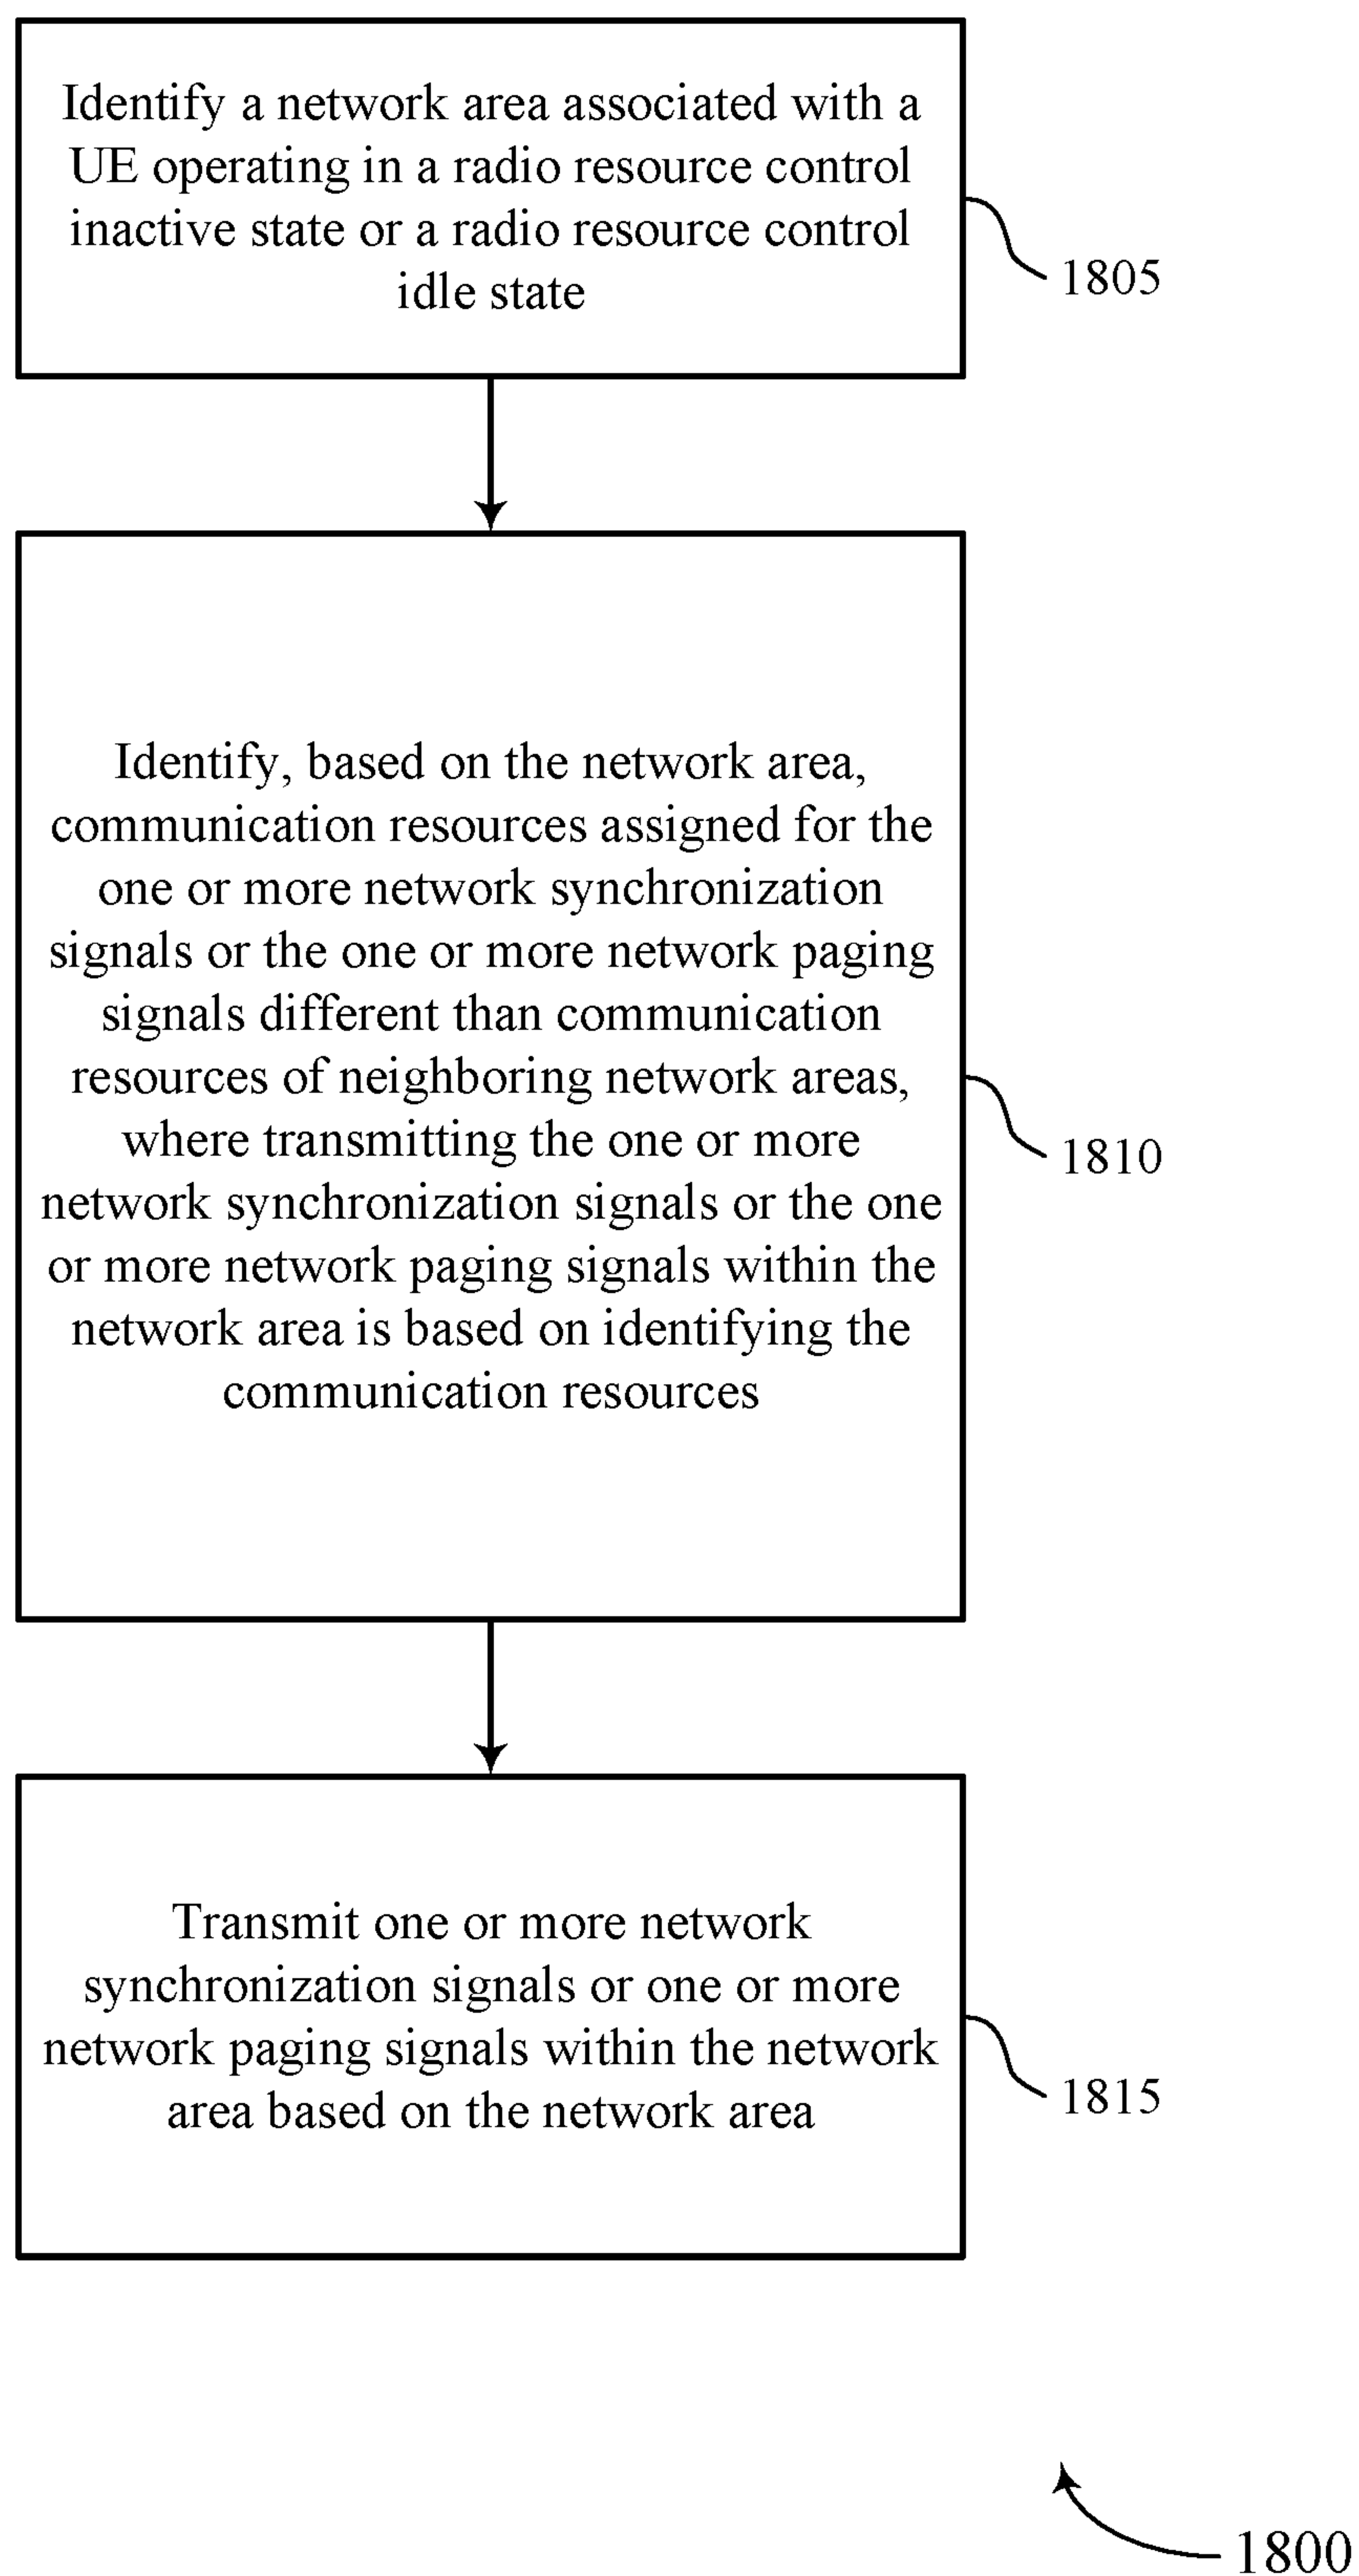 Identify a network area associated with a
UE operating in a radio resource control
inactive state or a radio resource control
idle state
1805
Identify, based on the network area,
communication resources assigned for the
one or more network synchronization
signals or the one or more network paging
signals different than communication
resources of neighboring network areas,
where transmitting the one or more
network synchronization signals or the one
or more network paging signals within the
network area is based on identifying the
communication resources
1810
Transmit one or more network
synchronization signals or one or more
network paging signals within the network
area based on the network area
1815
1800